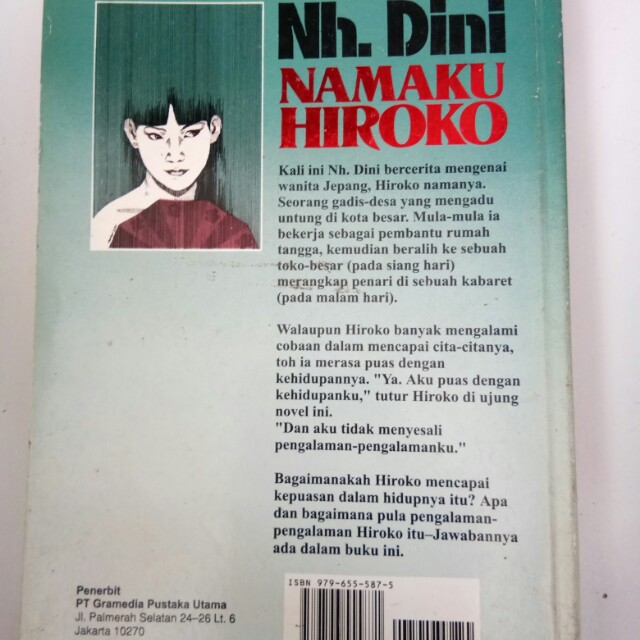 Nh. Dini
NAMAKU
HIROKO
Kali ini Nh. Dini bercerita mengenai
wanita Jepang, Hiroko namanya.
Seorang gadis-desa yang mengadu
untung di kota besar. Mula-mula ia
bekerja sebagai pembantu rumah
tangga, kemudian beralih ke sebuah
toko-besar (pada siang hari)
merangkap penari di sebuah kabaret
(pada malam hari).
Walaupun Hiroko banyak mengalami
cobaan dalam mencapai cita-citanya,
toh ia merasa puas dengan
kehidupannya. "Ya. Aku puas dengan
kehidupanku," tutur Hiroko di ujung
novel ini.
"Dan aku tidak menyesali
pengalaman-pengalamanku."
Bagaimanakah Hiroko mencapai
kepuasan dalam hidupnya itu? Apa
dan bagaimana pula pengalaman-
pengalaman Hiroko itu–Jawabannya
ada dalam buku ini.
Penerbit
PT Gramedia Pustaka Utama
Jl. Palmerah Selatan 24–26 Lt. 6
Jakarta 10270
ISBN 979-655-587-5